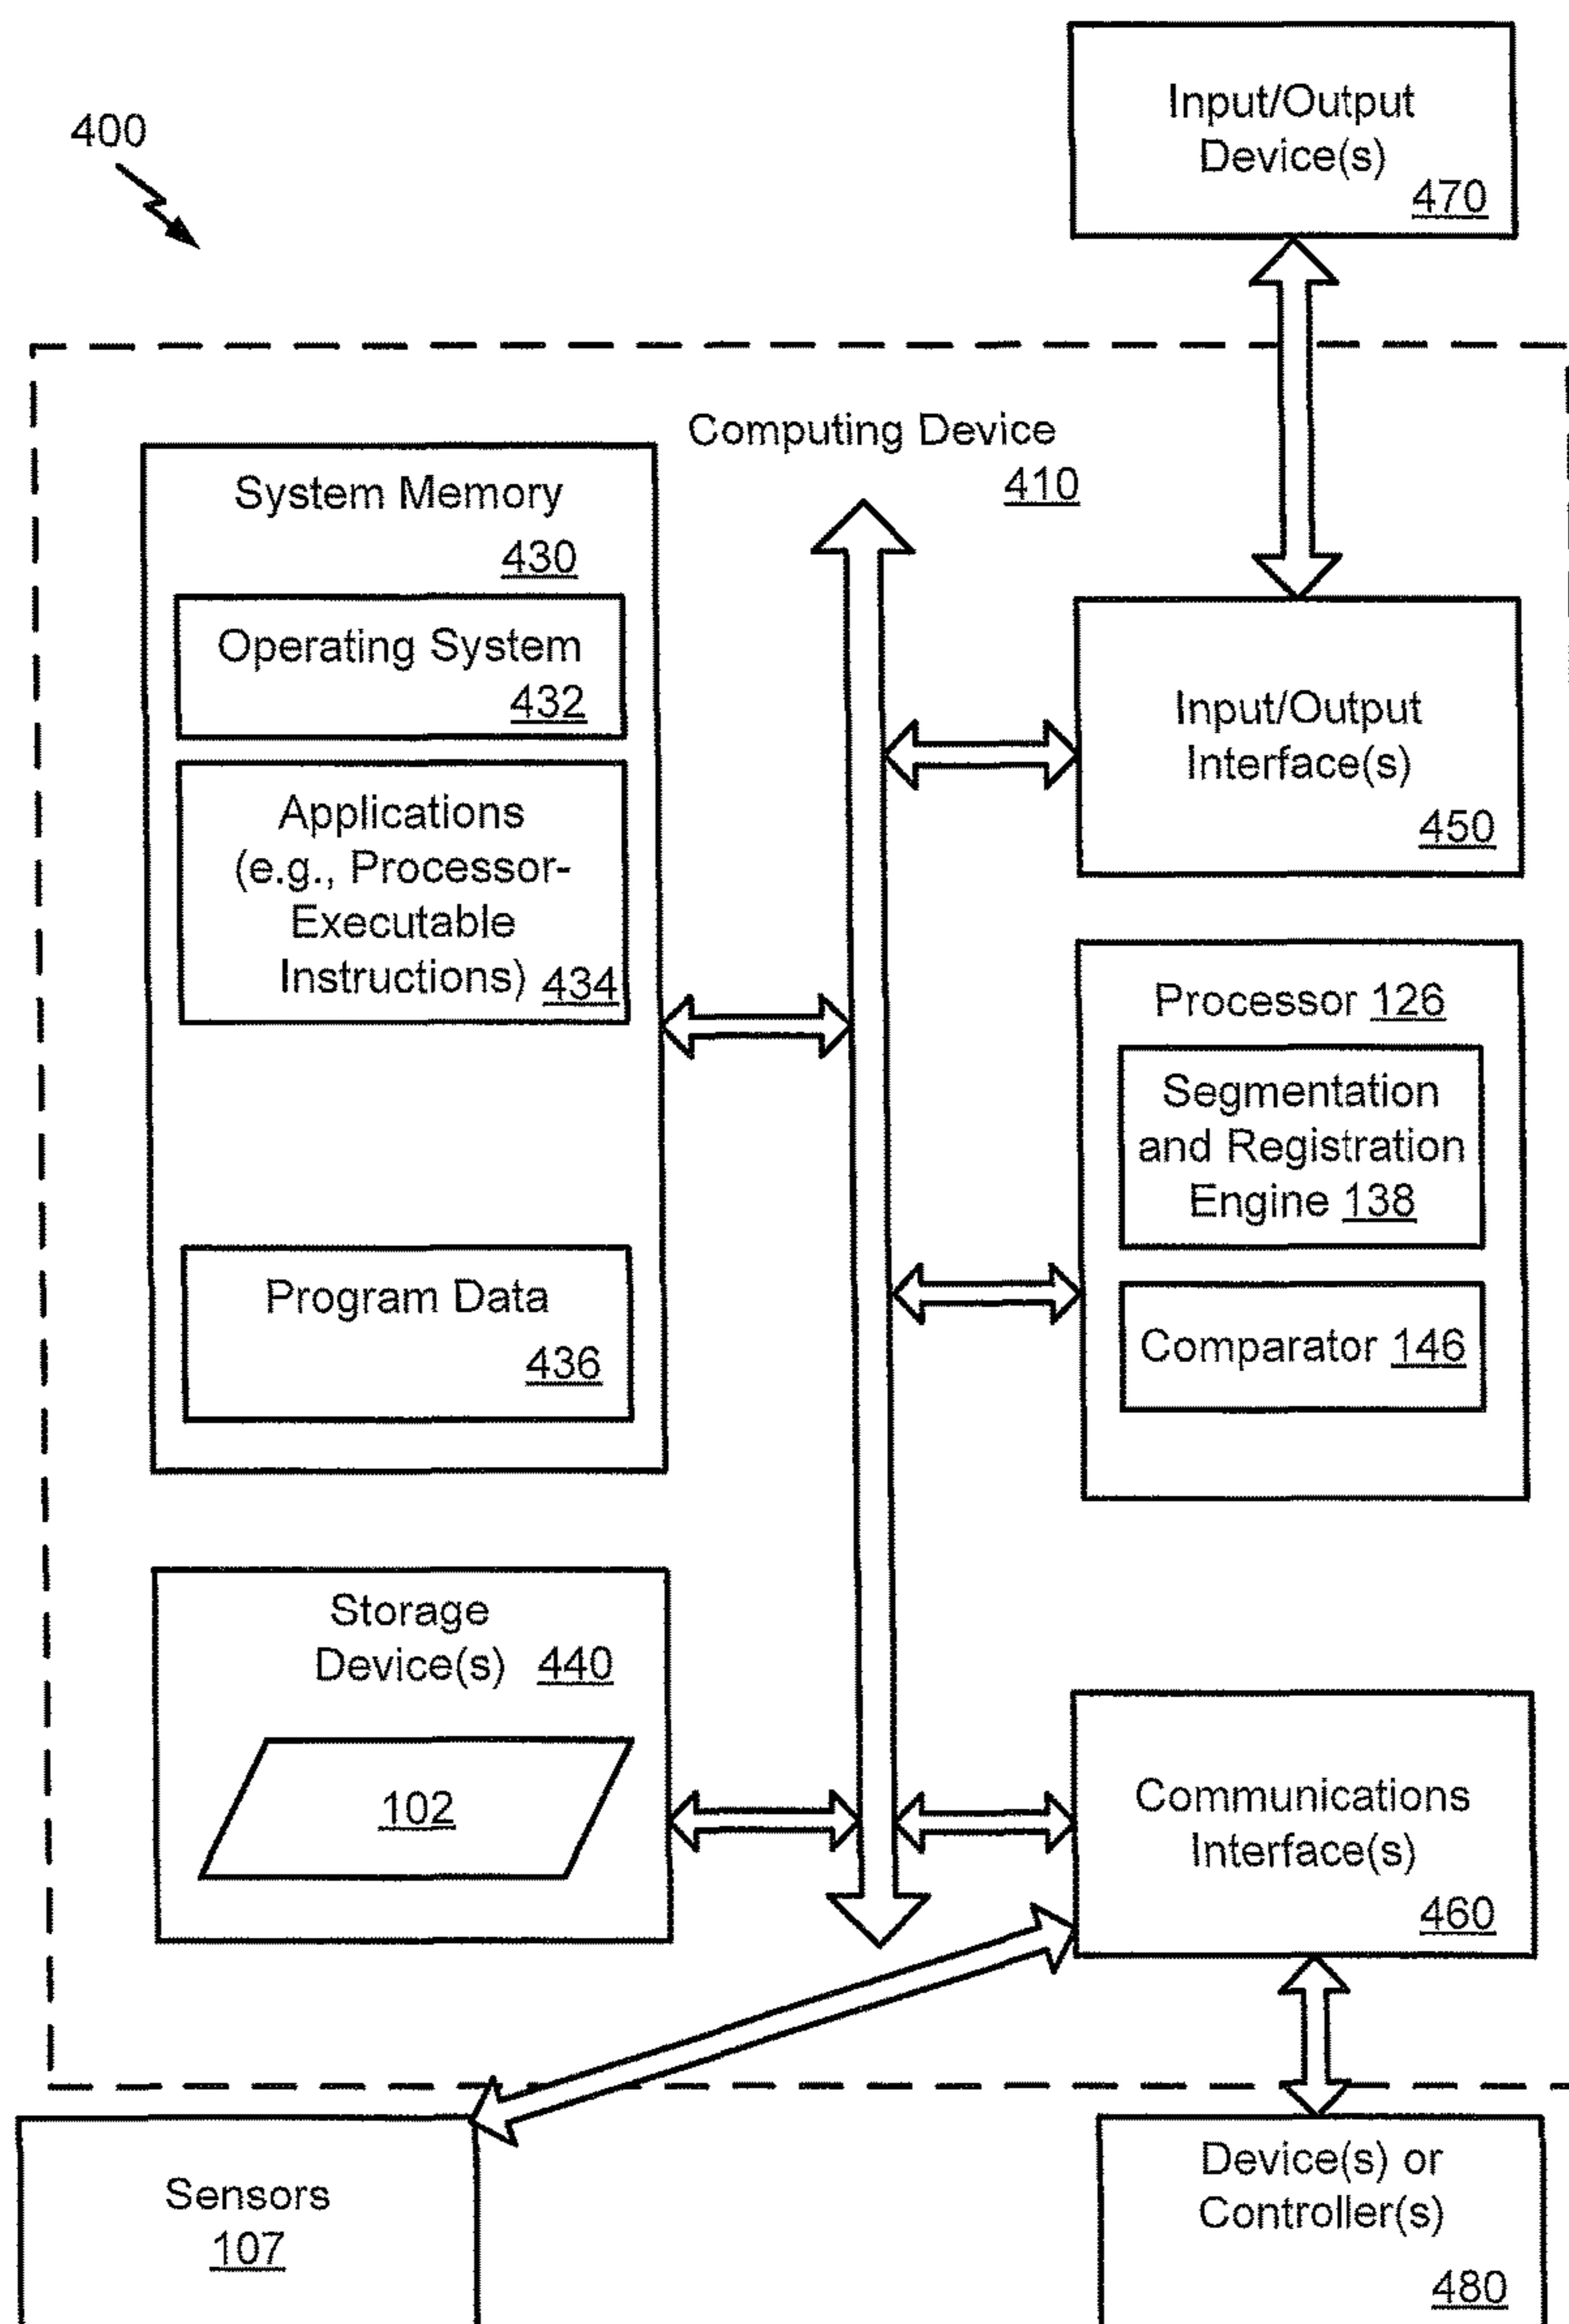 400
Input/Output
Device(s)
470
Computing Device
410
System Memory
430
Operating System
432
Applications
(e.g., Processor-
Executable
Instructions) 434
Program Data
436
Input/Output
Interface(s)
450
Processor 126
Segmentation
and Registration
Engine 138
Comparator 146
Storage
Device(s) 440
102
Communications
Interface(s)
460
Sensors
107
Device(s) or
Controller(s)
480